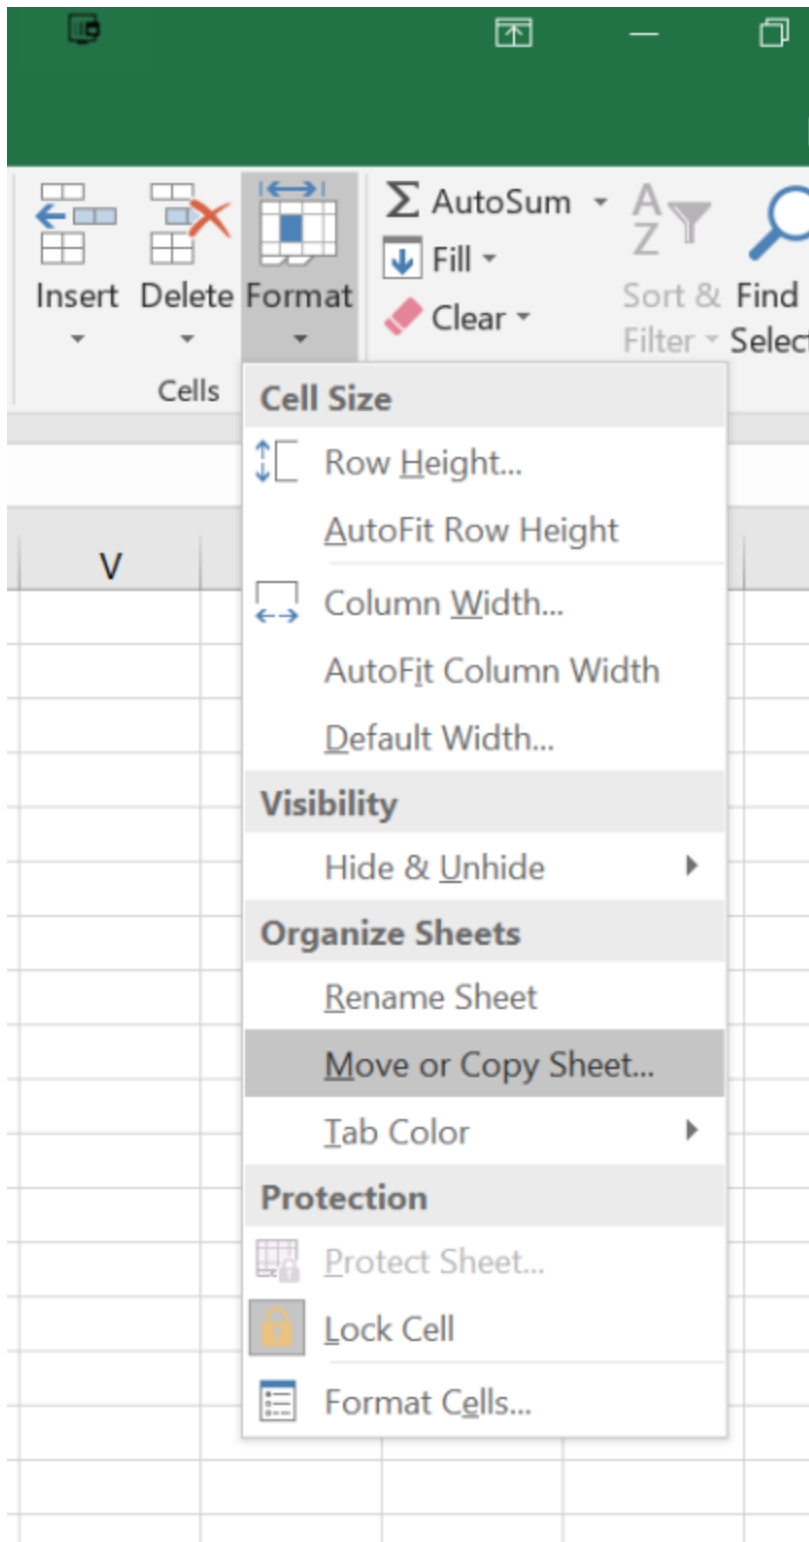 AutoSum
Fill
Clear
Insert
Delete
Format
A
Z
Sort &
Filter
Find
Cells
Cell Size
Row Height...
AutoFit Row Height
V
Column Width...
AutoFit Column Width
Default Width...
Visibility
Hide & Unhide
Organize Sheets
Rename Sheet
Move or Copy Sheet...
Tab Color
Protection
Protect Sheet...
Lock Cell
Format Cells...